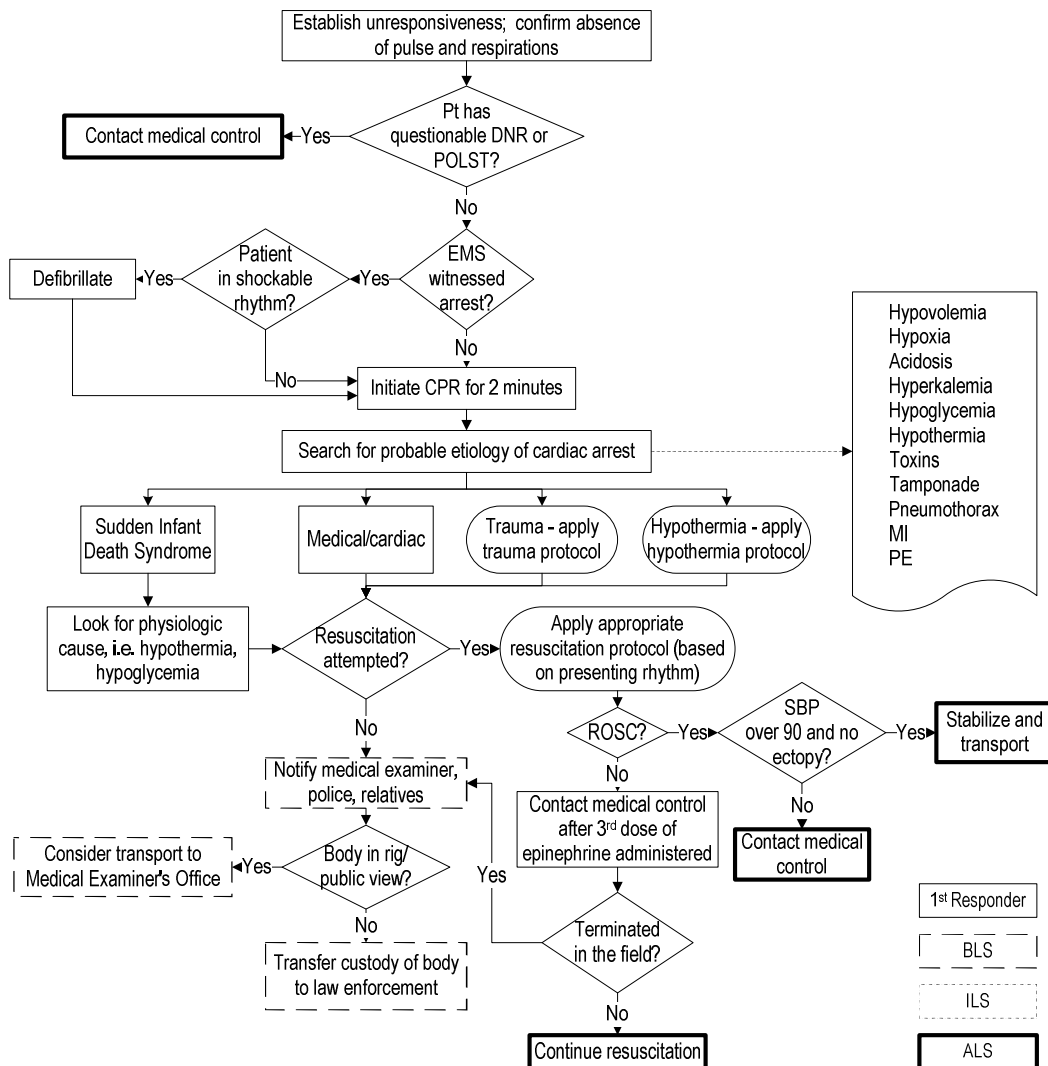 Establish unresponsiveness; confirm absence
of pulse and respirations
Pt has
questionable DNR or
POLST?
Yes
Contact medical control
No
EMS
witnessed
arrest?
Yes
Patient
in shockable
rhythm?
Yes
Defibrillate
No
No
Initiate CPR for 2 minutes
Search for probable etiology of cardiac arrest
Hypovolemia
Hypoxia
Acidosis
Hyperkalemia
Hypoglycemia
Hypothermia
Toxins
Tamponade
Pneumothorax
MI
PE
Sudden Infant
Death Syndrome
Medical/cardiac
Trauma - apply
trauma protocol
Hypothermia - apply
hypothermia protocol
Look for physiologic
cause, i.e. hypothermia,
hypoglycemia
Resuscitation
attempted?
Yes
Apply appropriate
resuscitation protocol (based
on presenting rhythm)
No
ROSC?
Yes
SBP
over 90 and no
ectopy?
Yes
Stabilize and
transport
No
Contact medical
control
No
Contact medical control
after 3rd dose of
epinephrine administered
Terminated
in the field?
Yes
No
Continue resuscitation
Notify medical examiner,
police, relatives
Body in rig/
public view?
Yes
Consider transport to
Medical Examiner's Office
No
Transfer custody of body
to law enforcement
1st Responder
BLS
ILS
ALS